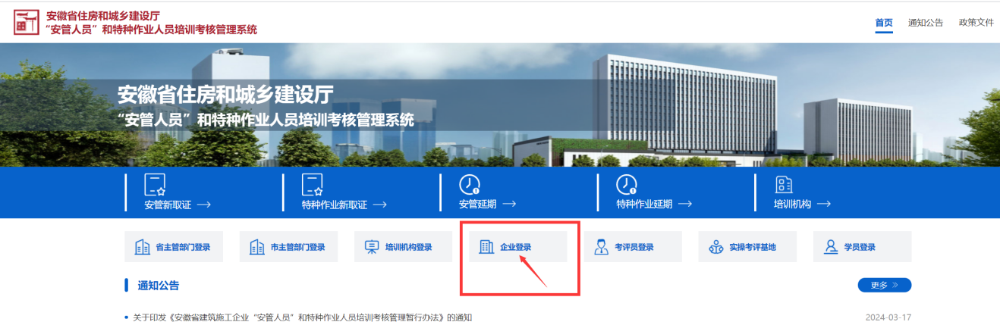 安徽省住房和城乡建设厅
“安管人员”和特种作业人员培训考核管理系统
首页 通知公告 政策文件
安徽省住房和城乡建设厅
“安管人员”和特种作业人员培训考核管理系统
安管新取证 特种作业新取证 安管延期 特种作业延期 培训机构
省主管部门登录 市主管部门登录 培训机构登录 企业登录 考评员登录 实操考评基地 学员登录
通知公告 更多
关于印发《安徽省建筑施工企业“安管人员”和特种作业人员培训考核管理暂行办法》的通知 2024-03-17